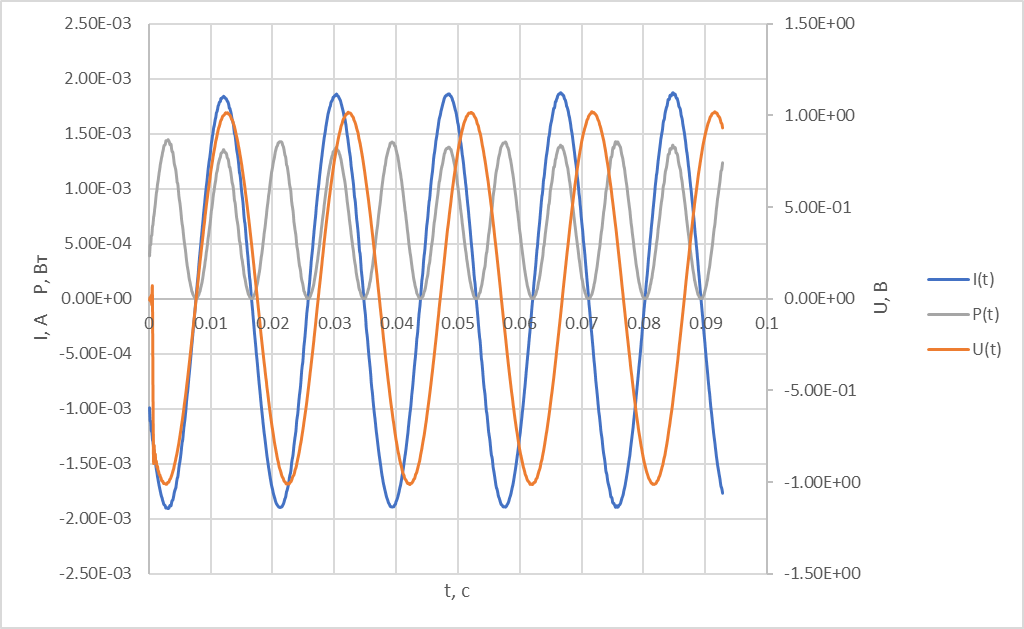 2.50E-03
2.00E-03
1.50E-03
1.00E-03
5.00E-04
0.00E+00
-5.00E-04
-1.00E-03
-1.50E-03
-2.00E-03
-2.50E-03
I, А   P, Вт
0 0.01 0.02 0.03 0.04 0.05 0.06 0.07 0.08 0.09 0.1
t, с
1.50E+00
1.00E+00
5.00E-01
0.00E+00
-5.00E-01
-1.00E+00
-1.50E+00
U, В
I(t)
P(t)
U(t)